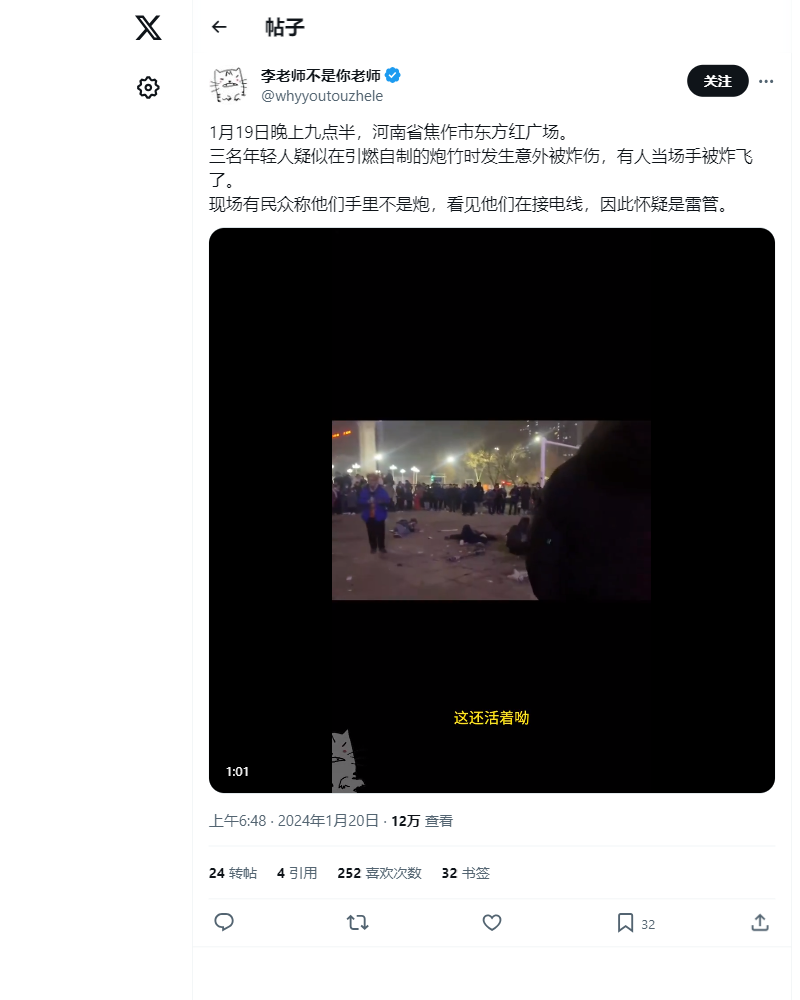 帖子
李老师不是你老师
@whyyoutouzhele
关注
1月19日晚上九点半，河南省焦作市东方红广场。
三名年轻人疑似在引燃自制的炮竹时发生意外被炸伤，有人当场手被炸飞
了。
现场有民众称他们手里不是炮，看见他们在接电线，因此怀疑是雷管。
这还活着呦
1:01
上午6:48 · 2024年1月20日 · 12万 查看
24 转帖 4 引用 252 喜欢次数 32 书签
32